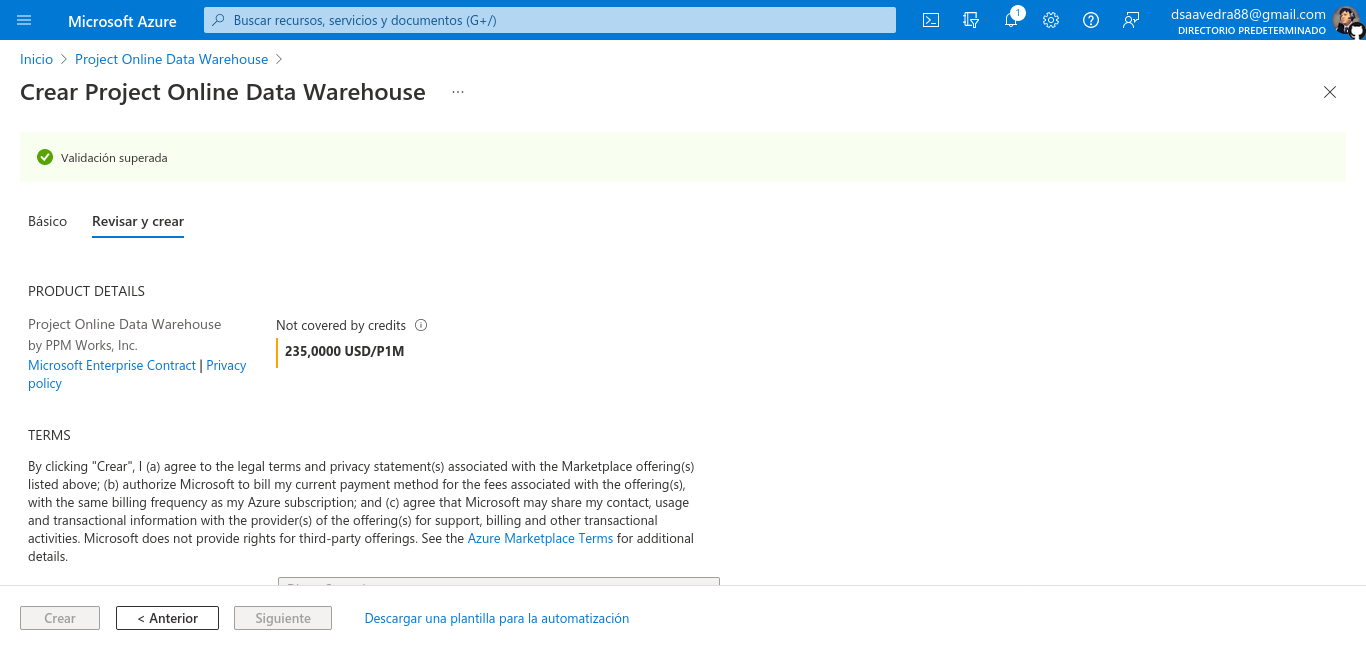 Microsoft Azure
Buscar recursos, servicios y documentos (G+/)
1
dsaavedra88@gmail.com
DIRECTORIO PREDETERMINADO
Inicio > Project Online Data Warehouse >
Crear Project Online Data Warehouse ...
Validación superada
Básico Revisar y crear
PRODUCT DETAILS
Project Online Data Warehouse
by PPM Works, Inc.
Microsoft Enterprise Contract | Privacy
policy
Not covered by credits
235,0000 USD/P1M
TERMS
By clicking "Crear", I (a) agree to the legal terms and privacy statement(s) associated with the Marketplace offering(s)
listed above; (b) authorize Microsoft to bill my current payment method for the fees associated with the offering(s),
with the same billing frequency as my Azure subscription; and (c) agree that Microsoft may share my contact, usage
and transactional information with the provider(s) of the offering(s) for support, billing and other transactional
activities. Microsoft does not provide rights for third-party offerings. See the Azure Marketplace Terms for additional
details.
Crear < Anterior Siguiente Descargar una plantilla para la automatización